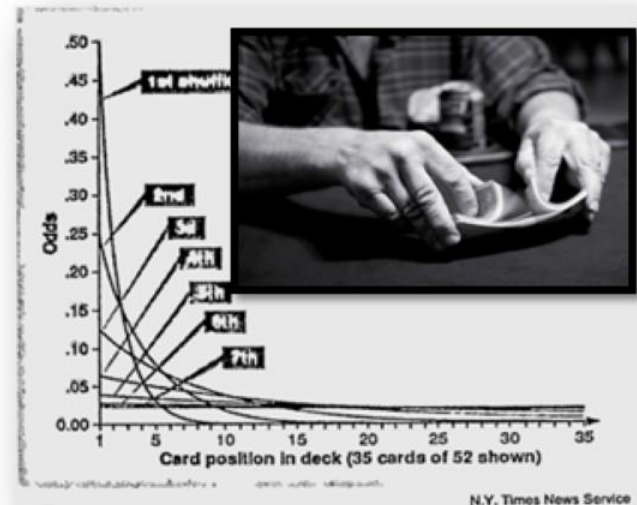 .50
.45
.40
.35
.30
.25
.20
.15
.10
.05
0.00
Odds
1st shuffle
2nd
3d
4th
5th
6th
7th
1 5 10 15 20 25 30 35
Card position in deck (35 cards of 52 shown)
N.Y. Times News Service